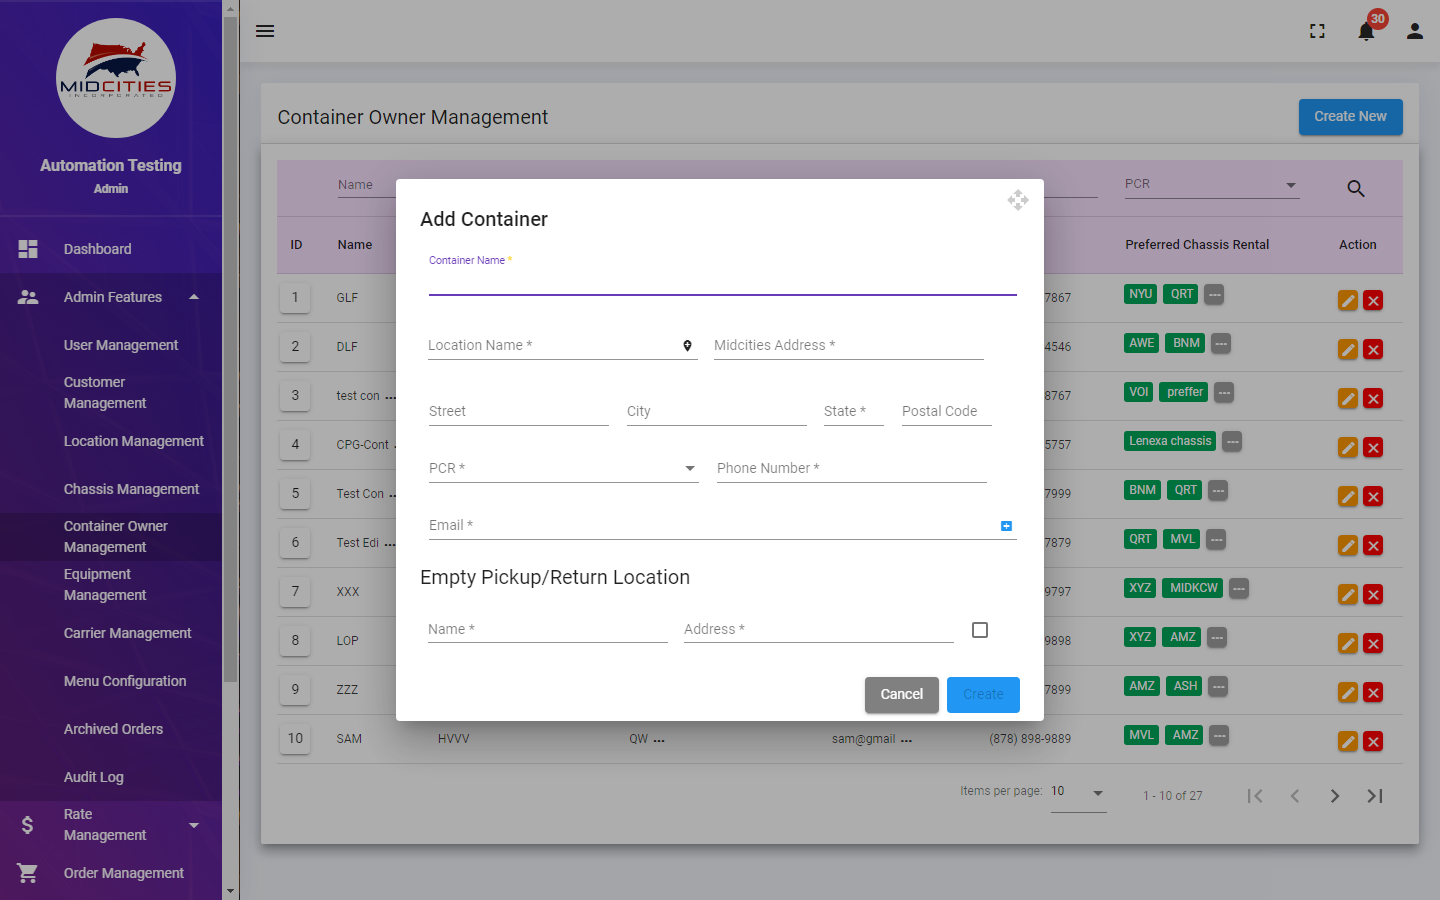 MIDCITIES
INCORPORATED
Automation Testing
Admin
Dashboard
Admin Features
User Management
Customer
Management
Location Management
Chassis Management
Container Owner
Management
Equipment
Management
Carrier Management
Menu Configuration
Archived Orders
Audit Log
Rate
Management
Order Management
30
Container Owner Management
Create New
Name
PCR
ID
Name
Preferred Chassis Rental
Action
1 GLF 7867 NYU QRT ---
2 DLF 4546 AWE BNM ---
3 test con ... 8767 VOI preffer ---
4 CPG-Cont 5757 Lenexa chassis ---
5 Test Con ... 7999 BNM QRT ---
6 Test Edi ... 7879 QRT MVL ---
7 XXX 9797 XYZ MIDKCW ---
8 LOP 9898 XYZ AMZ ---
9 ZZZ 7899 AMZ ASH ---
10 SAM HVVV QW ... sam@gmail ... (878) 898-9889 MVL AMZ ---
Items per page: 10 1 - 10 of 27
Add Container
Container Name *
Location Name * Midcities Address *
Street City State * Postal Code
PCR * Phone Number *
Email *
Empty Pickup/Return Location
Name * Address *
Cancel Create